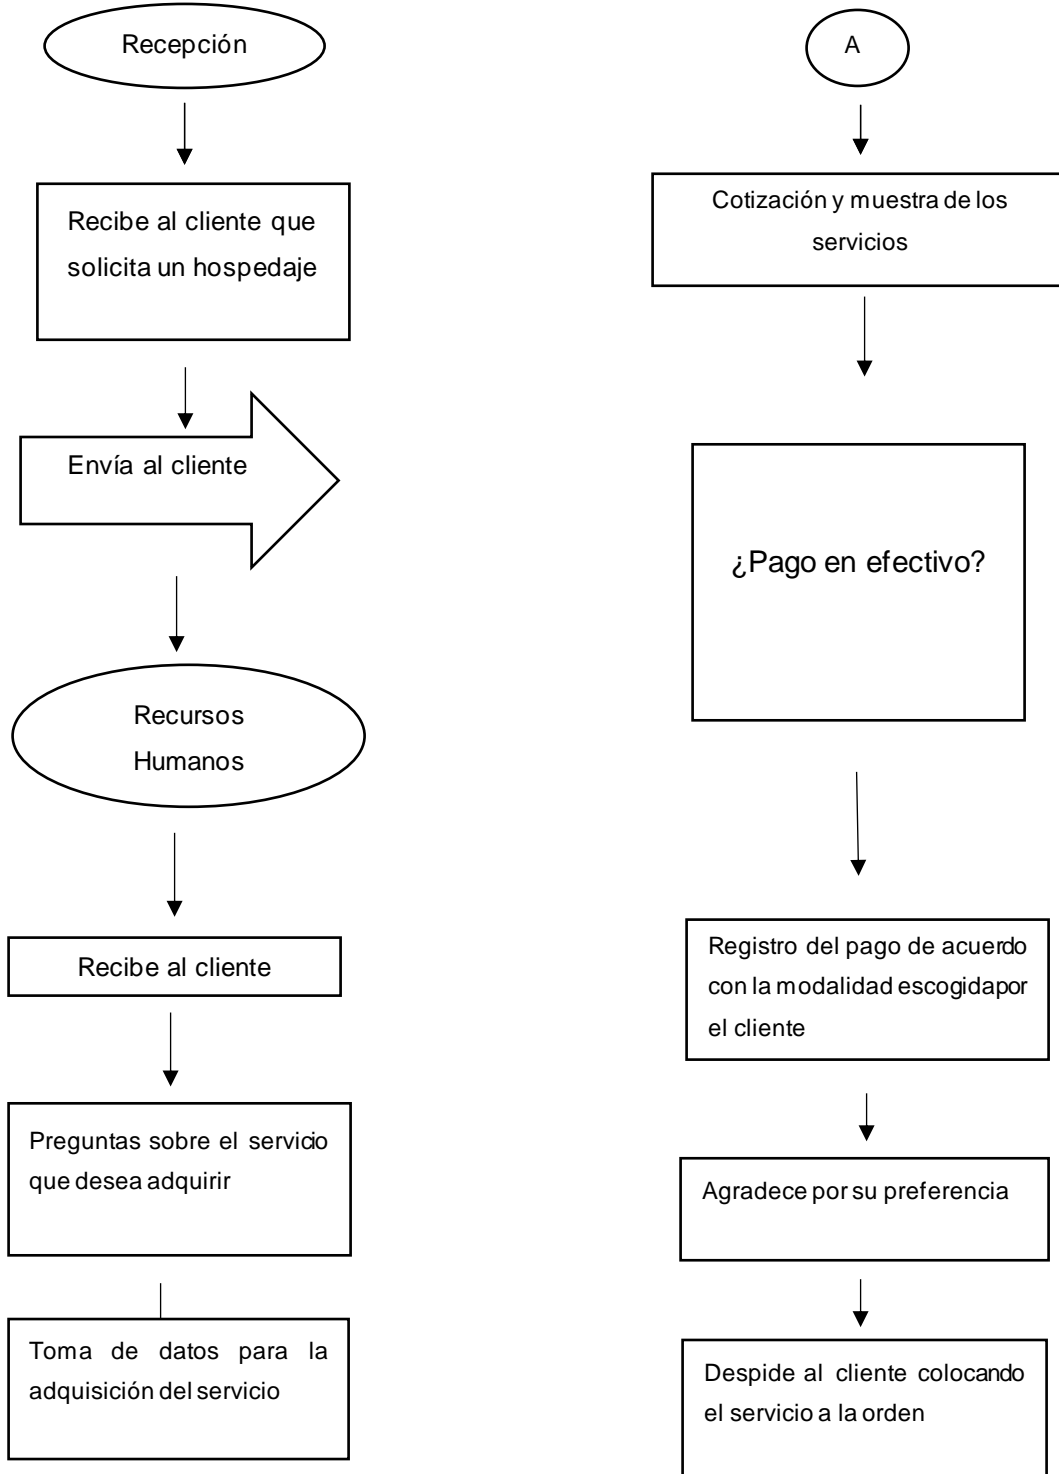 Recepción
Recibe al cliente que
solicita un hospedaje
Envía al cliente
Recursos
Humanos
Recibe al cliente
Preguntas sobre el servicio
que desea adquirir
Toma de datos para la
adquisición del servicio
A
Cotización y muestra de los
servicios
¿Pago en efectivo?
Registro del pago de acuerdo
con la modalidad escogidapor
el cliente
Agradece por su preferencia
Despide al cliente colocando
el servicio a la orden